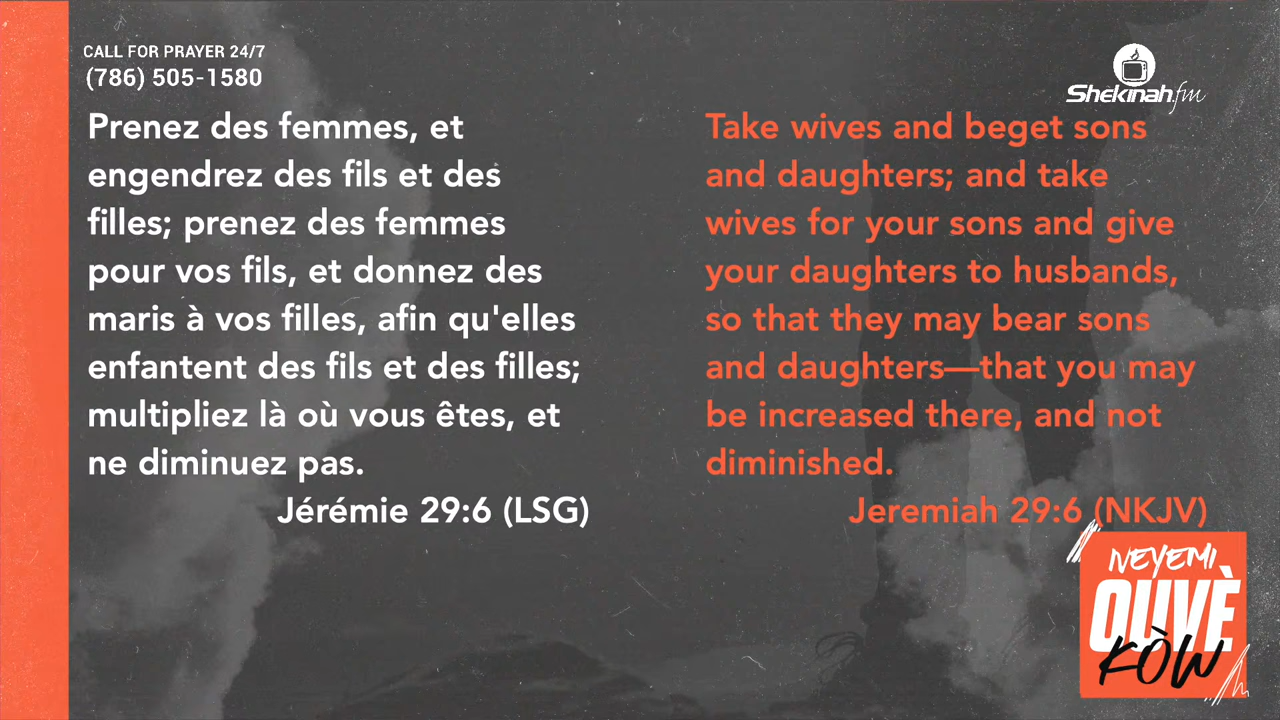 CALL FOR PRAYER 24/7
(786) 505-1580
Shekinah.fm
Prenez des femmes, et
engendrez des fils et des
filles; prenez des femmes
pour vos fils, et donnez des
maris à vos filles, afin qu'elles
enfantent des fils et des filles;
multipliez là où vous êtes, et
ne diminuez pas.
Jérémie 29:6 (LSG)
Take wives and beget sons
and daughters; and take
wives for your sons and give
your daughters to husbands,
so that they may bear sons
and daughters—that you may
be increased there, and not
diminished.
Jeremiah 29:6 (NKJV)
NEYEMI
OUVÈ
KÒW